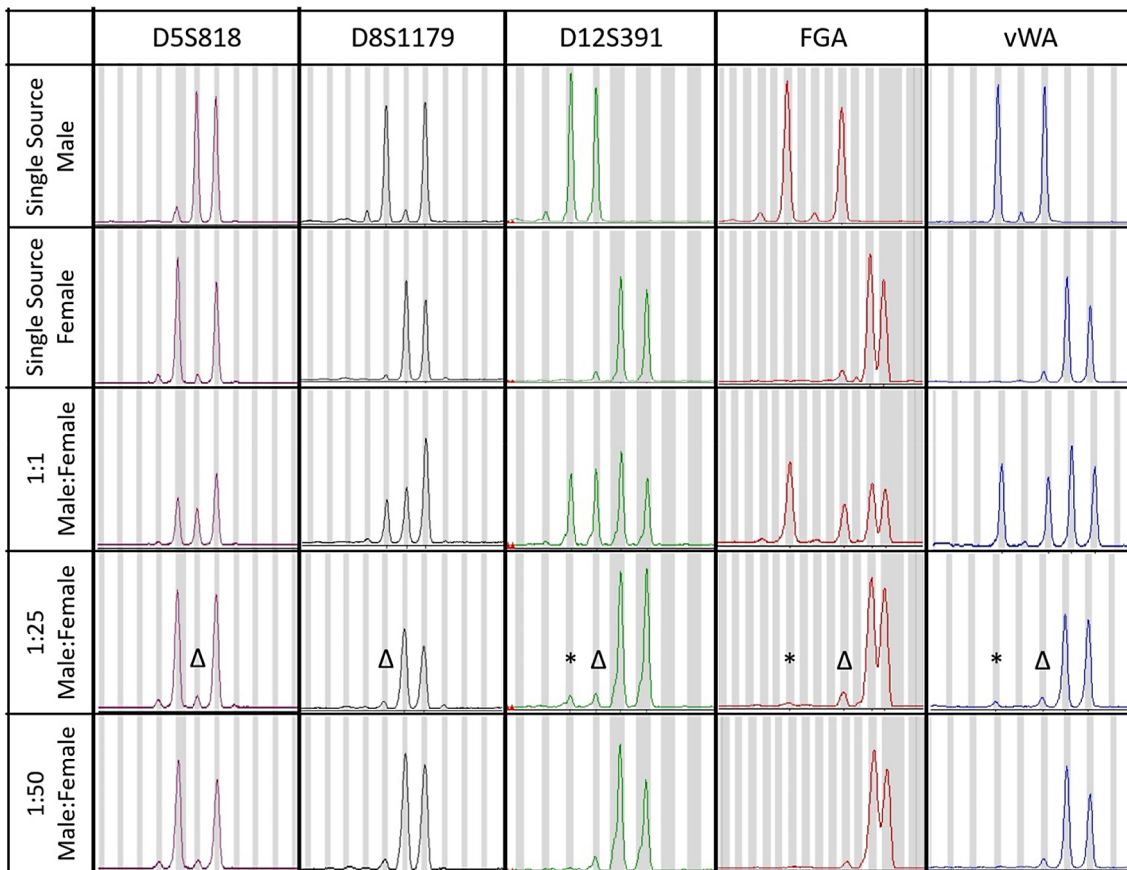 D5S818 D8S1179 D12S391 FGA vWA
Single Source
Male
Single Source
Female
1:1
Male:Female
1:25
Male:Female
Δ Δ * Δ * Δ * Δ
1:50
Male:Female